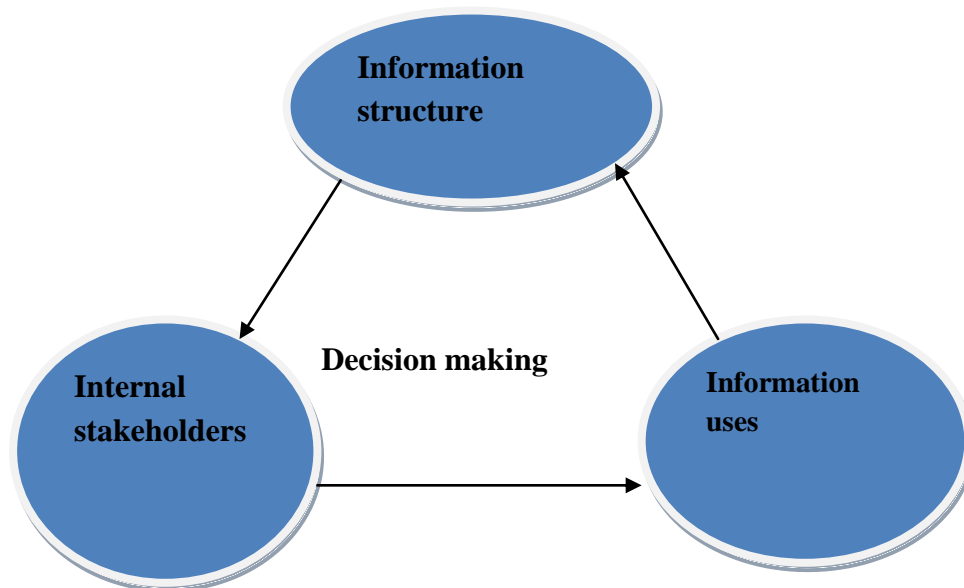 Information
structure
Decision making
Internal
stakeholders
Information
uses